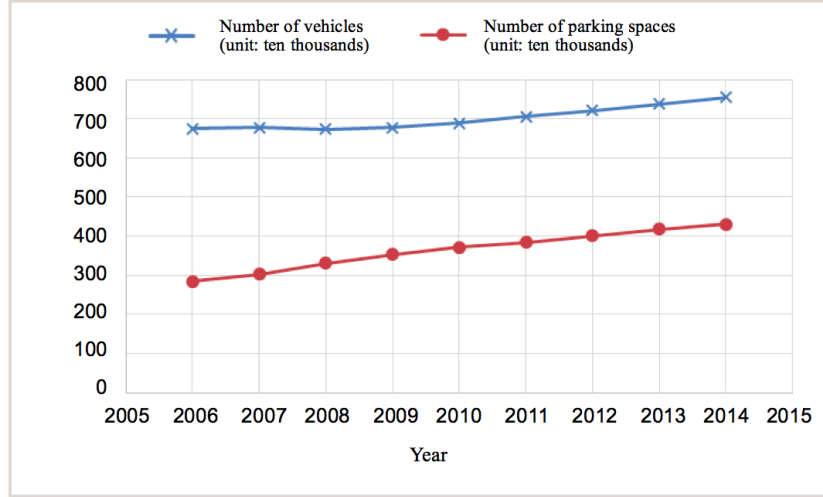 Number of vehicles
(unit: ten thousands)
Number of parking spaces
(unit: ten thousands)
800
700
600
500
400
300
200
100
0
2005 2006 2007 2008 2009 2010 2011 2012 2013 2014 2015
Year